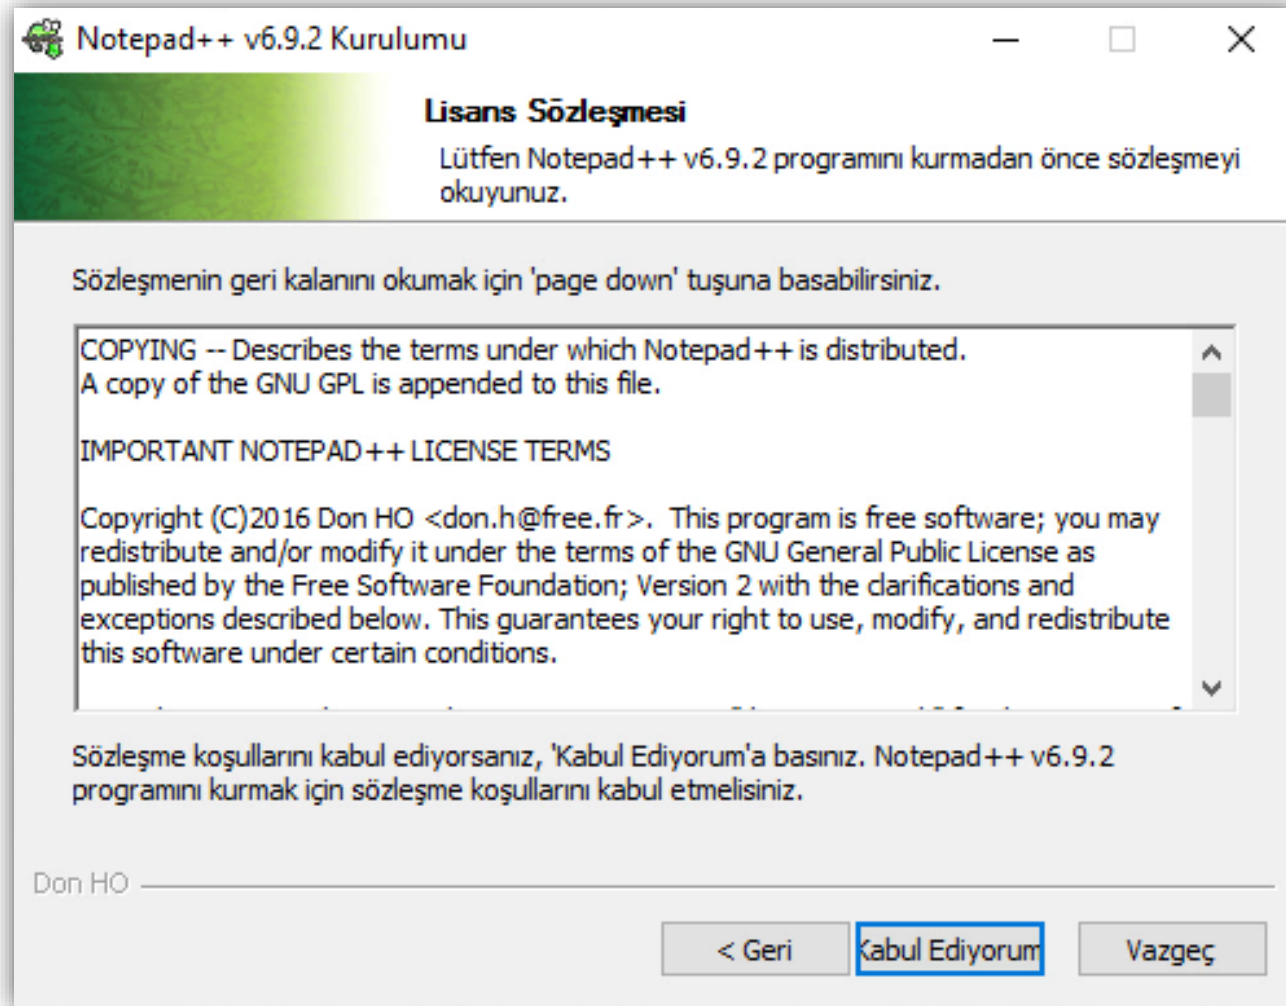 Notepad++ v6.9.2 Kurulumu
Lisans Sözleşmesi
Lütfen Notepad++ v6.9.2 programını kurmadan önce sözleşmeyi
okuyunuz.
Sözleşmenin geri kalanını okumak için 'page down' tuşuna basabilirsiniz.
COPYING -- Describes the terms under which Notepad++ is distributed.
A copy of the GNU GPL is appended to this file.
IMPORTANT NOTEPAD++ LICENSE TERMS
Copyright (C)2016 Don HO <don.h@free.fr>.  This program is free software; you may
redistribute and/or modify it under the terms of the GNU General Public License as
published by the Free Software Foundation; Version 2 with the clarifications and
exceptions described below. This guarantees your right to use, modify, and redistribute
this software under certain conditions.
Sözleşme koşullarını kabul ediyorsanız, 'Kabul Ediyorum'a basınız. Notepad++ v6.9.2
programını kurmak için sözleşme koşullarını kabul etmelisiniz.
Don HO
< Geri
Kabul Ediyorum
Vazgeç